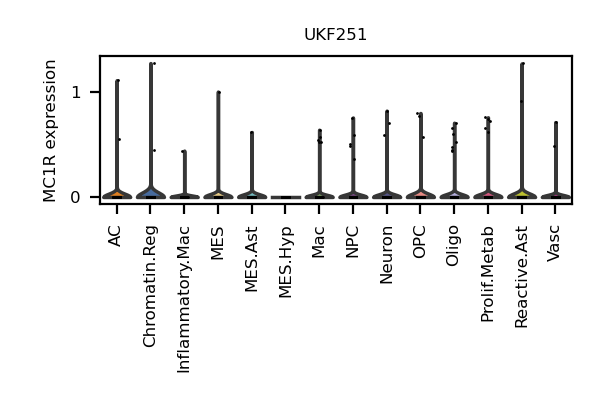 UKF251
MC1R expression
1
0
AC
Chromatin.Reg
Inflammatory.Mac
MES
MES.Ast
MES.Hyp
Mac
NPC
Neuron
OPC
Oligo
Prolif.Metab
Reactive.Ast
Vasc